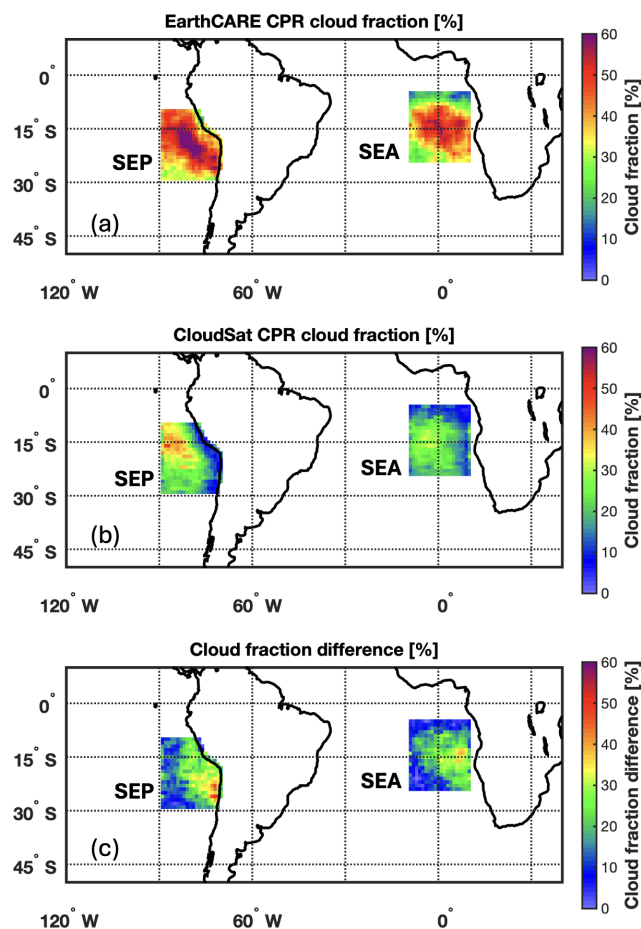 EarthCARE CPR cloud fraction [%]
0°
15° S
30° S
45° S
SEP
SEA
(a)
120° W
60° W
0°
60
50
40
30
20
10
0
Cloud fraction [%]
CloudSat CPR cloud fraction [%]
0°
15° S
30° S
45° S
SEP
SEA
(b)
120° W
60° W
0°
60
50
40
30
20
10
0
Cloud fraction [%]
Cloud fraction difference [%]
0°
15° S
30° S
45° S
SEP
SEA
(c)
120° W
60° W
0°
60
50
40
30
20
10
0
Cloud fraction difference [%]